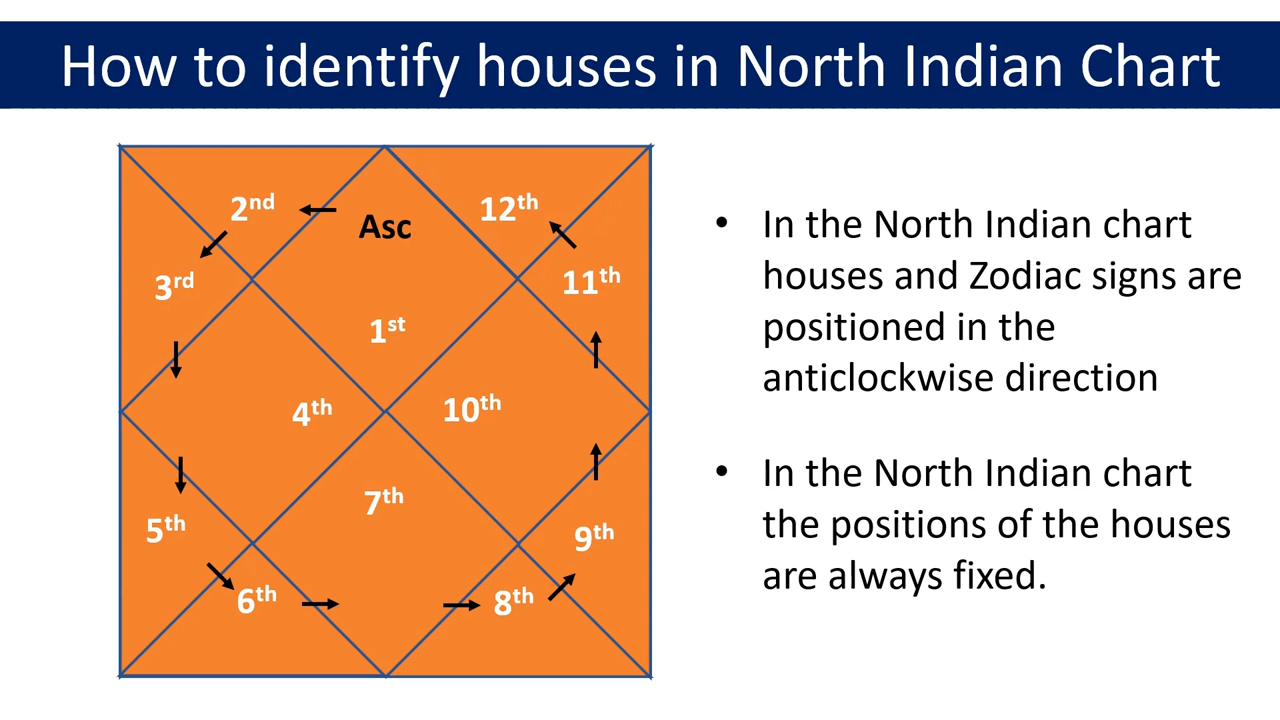 How to identify houses in North Indian Chart
2nd
Asc
12th
3rd
11th
1st
4th
10th
7th
5th
9th
6th
8th
• In the North Indian chart
houses and Zodiac signs are
positioned in the
anticlockwise direction
• In the North Indian chart
the positions of the houses
are always fixed.